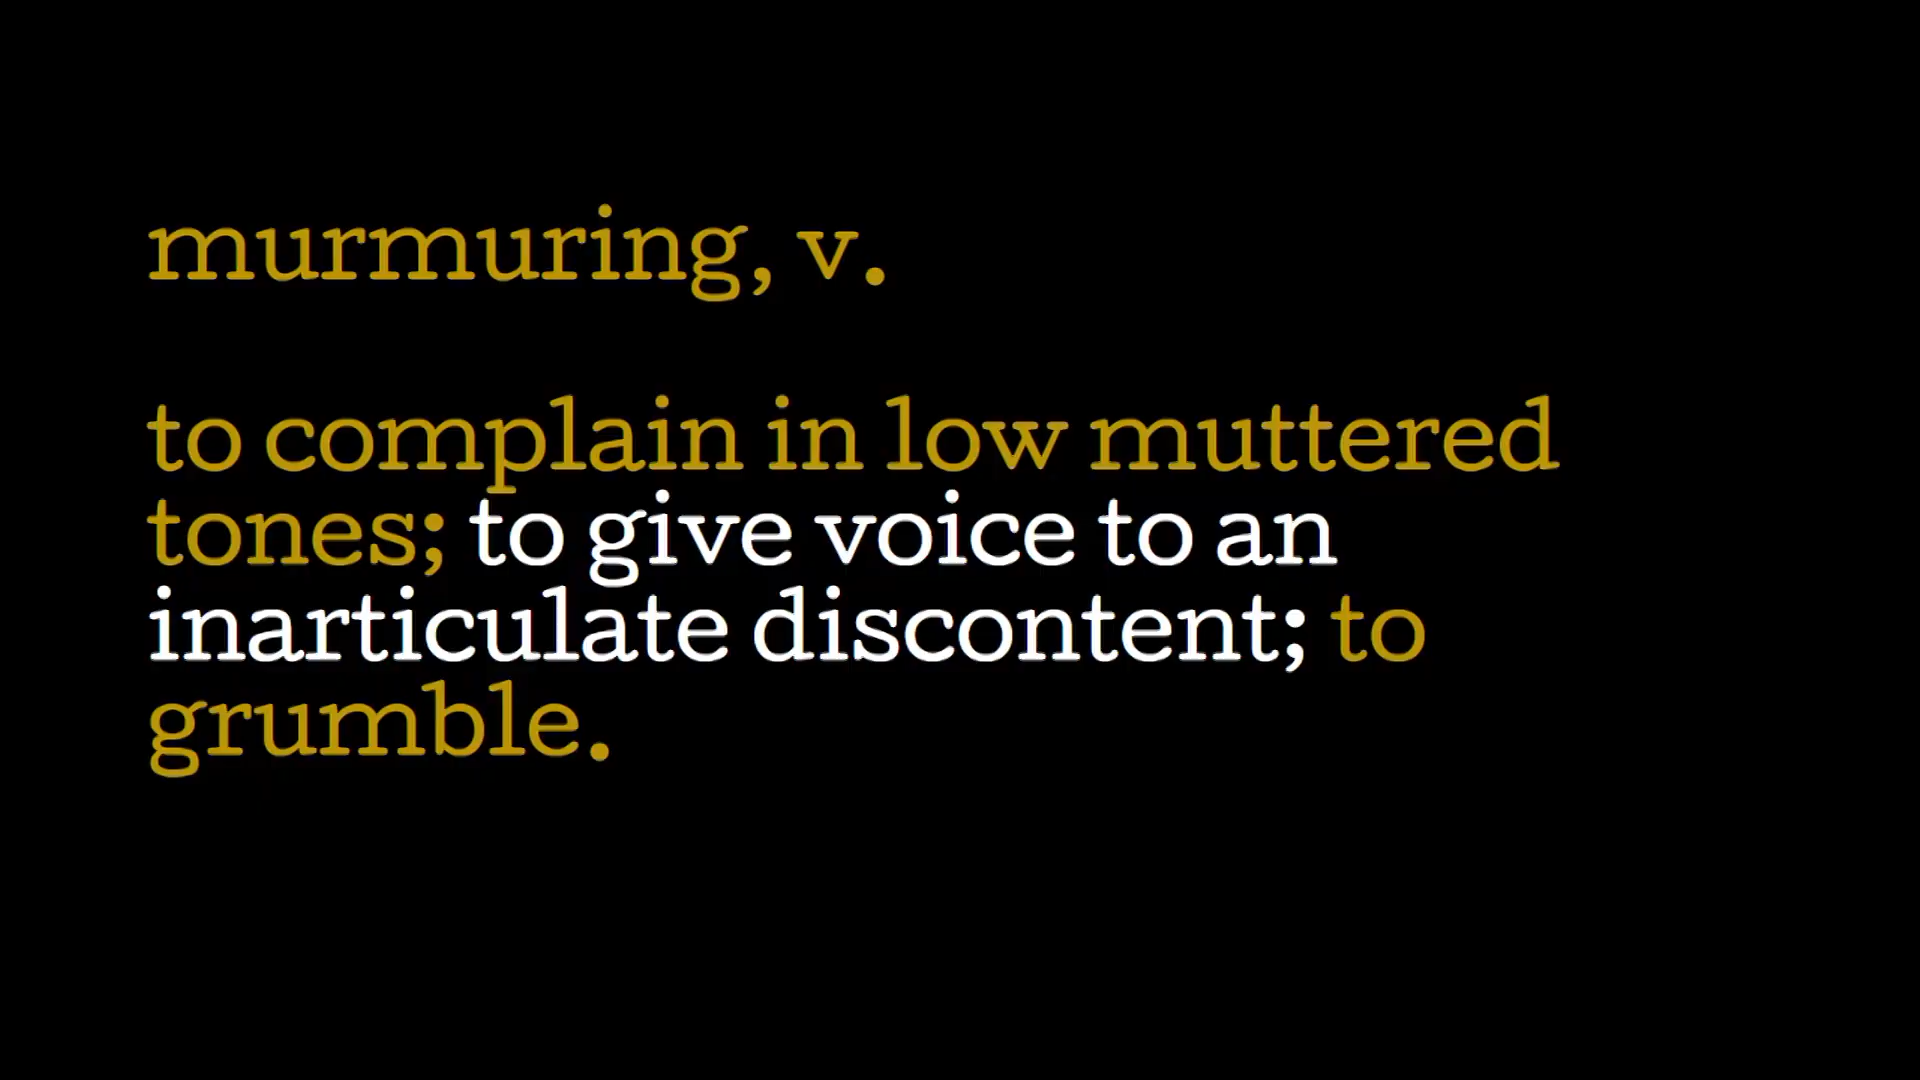 murmuring, v.
to complain in low muttered
tones; to give voice to an
inarticulate discontent; to
grumble.